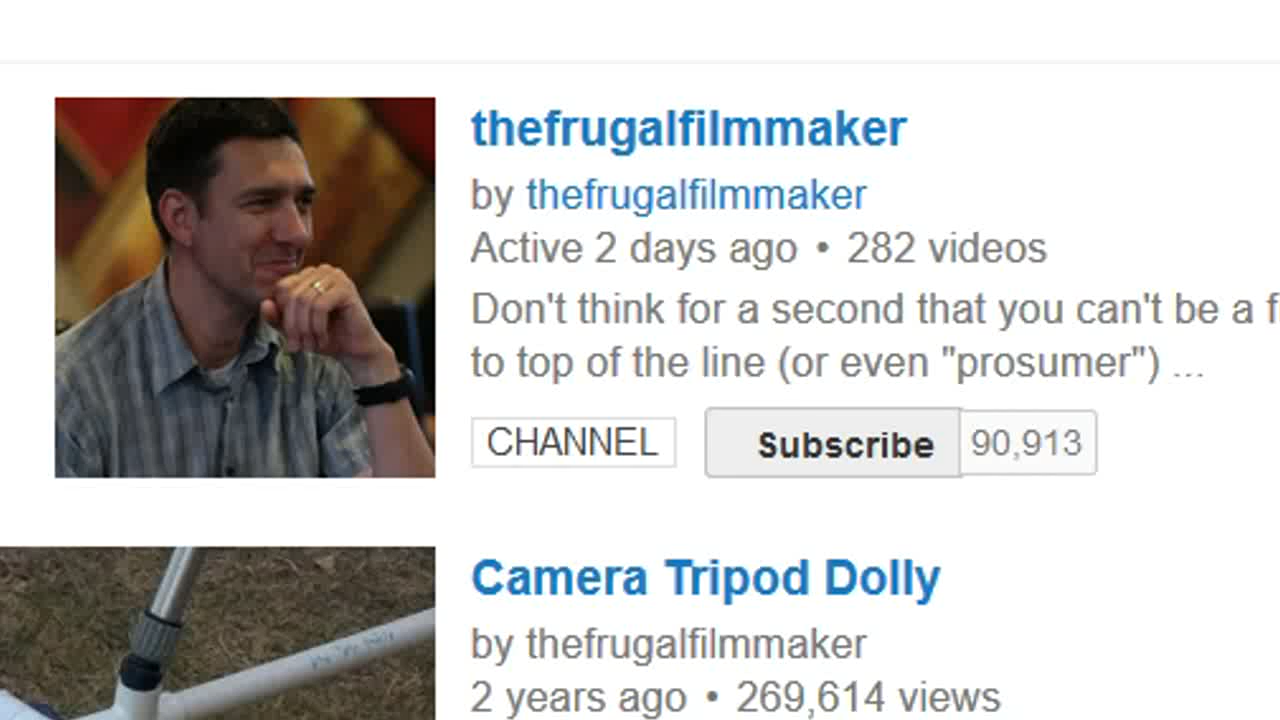 thefrugalfilmmaker
by thefrugalfilmmaker
Active 2 days ago • 282 videos
Don't think for a second that you can't be a f
to top of the line (or even "prosumer") ...
CHANNEL Subscribe 90,913
Camera Tripod Dolly
by thefrugalfilmmaker
2 years ago • 269,614 views